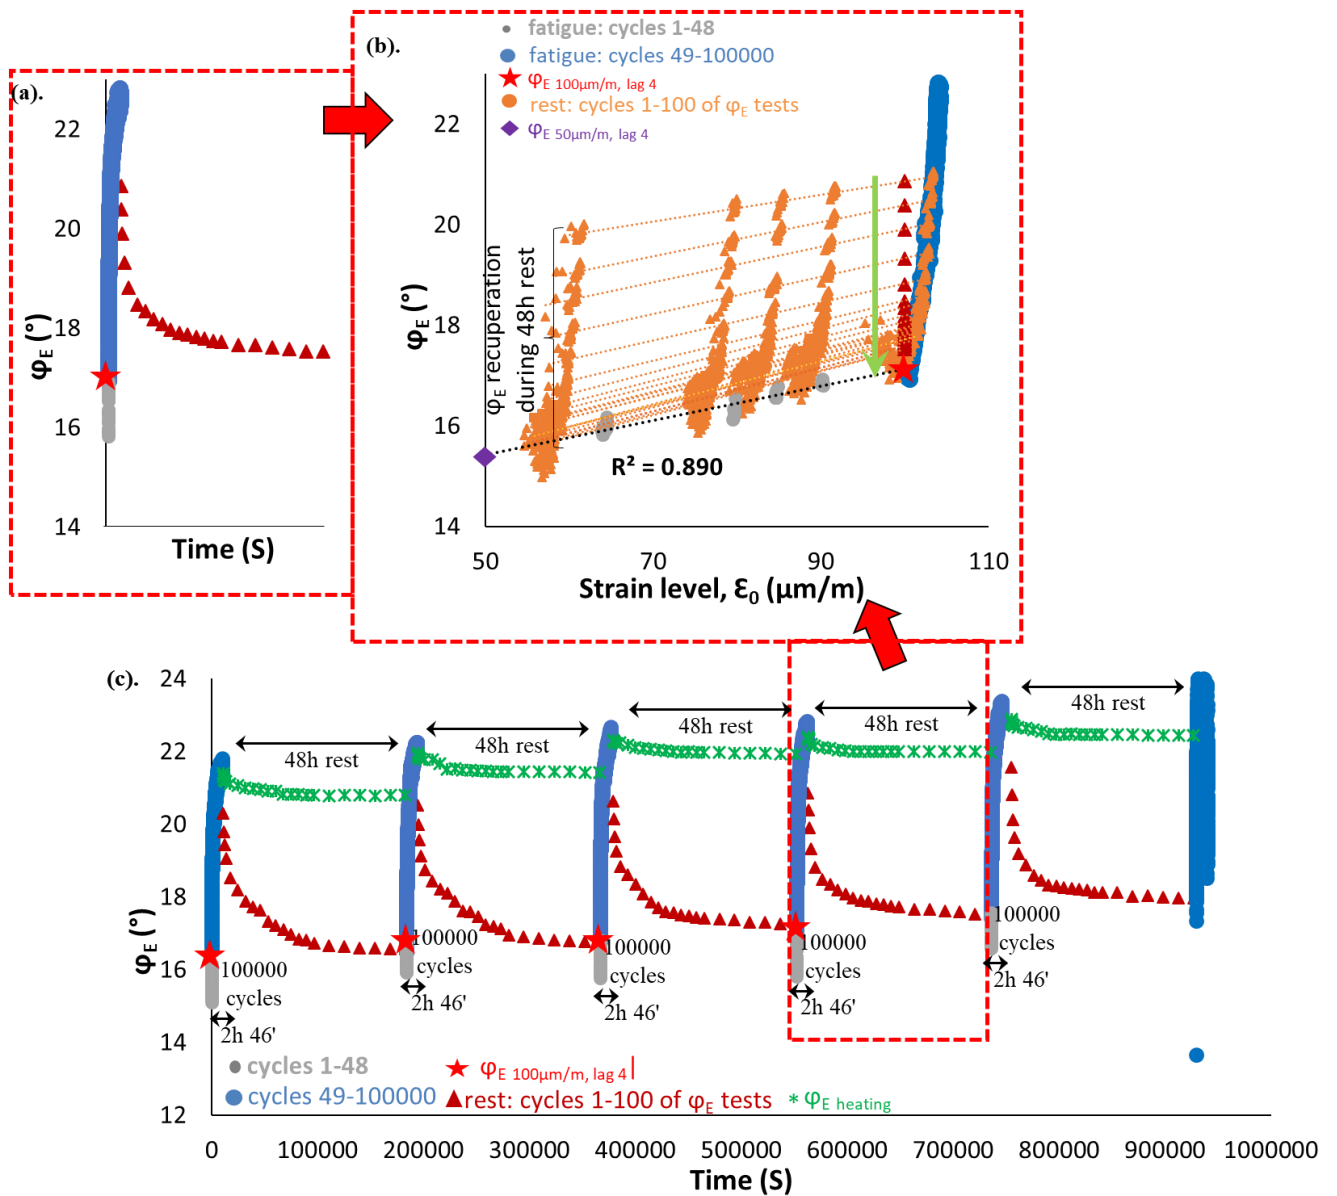 (a).
22
20
18
16
14
φE (°)
Time (S)
(b).
fatigue: cycles 1-48
fatigue: cycles 49-100000
φE 100μm/m, lag 4
rest: cycles 1-100 of φE tests
φE 50μm/m, lag 4
22
20
18
16
14
φE (°)
φE recuperation
during 48h rest
R² = 0.890
50
70
90
110
Strain level, Ɛ0 (μm/m)
(c).
24
22
20
18
16
14
12
φE (°)
48h rest
48h rest
48h rest
48h rest
48h rest
100000
cycles
2h 46'
100000
cycles
2h 46'
100000
cycles
2h 46'
100000
cycles
2h 46'
100000
cycles
2h 46'
cycles 1-48
φE 100μm/m, lag 4
cycles 49-100000
rest: cycles 1-100 of φE tests
φE heating
0
100000
200000
300000
400000
500000
600000
700000
800000
900000
1000000
Time (S)